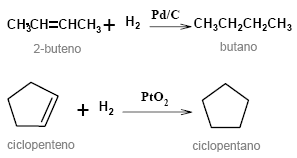 CH₃CH=CHCH₃ + H₂ Pd/C CH₃CH₂CH₂CH₃
2-buteno butano
+ H₂ PtO₂
ciclopenteno ciclopentano